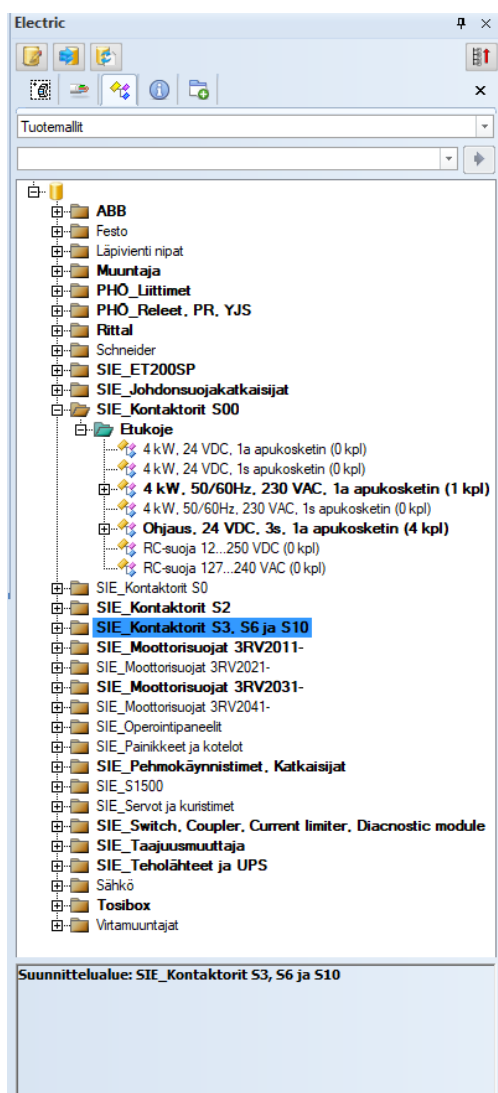 Electric
Tuotemallit
ABB
Festo
Läpivienti nipat
Muuntaja
PHÖ_Liittimet
PHÖ_Releet, PR, YJS
Rittal
Schneider
SIE_ET200SP
SIE_Johdonsuojakatkaisijat
SIE_Kontaktorit S00
Etukoje
4 kW, 24 VDC, 1a apukosketin (0 kpl)
4 kW, 24 VDC, 1s apukosketin (0 kpl)
4 kW, 50/60Hz, 230 VAC, 1a apukosketin (1 kpl)
4 kW, 50/60Hz, 230 VAC, 1s apukosketin (0 kpl)
Ohjaus, 24 VDC, 3s, 1a apukosketin (4 kpl)
RC-suoja 12...250 VDC (0 kpl)
RC-suoja 127...240 VAC (0 kpl)
SIE_Kontaktorit S0
SIE_Kontaktorit S2
SIE_Kontaktorit S3, S6 ja S10
SIE_Moottorisuojat 3RV2011-
SIE_Moottorisuojat 3RV2021-
SIE_Moottorisuojat 3RV2031-
SIE_Moottorisuojat 3RV2041-
SIE_Operointipaneelit
SIE_Painikkeet ja kotelot
SIE_Pehmokäynnistimet, Katkaisijat
SIE_S1500
SIE_Servot ja kuristimet
SIE_Switch, Coupler, Current limiter, Diacnostic module
SIE_Taajuusmuuttaja
SIE_Teholähteet ja UPS
Sähkö
Tosibox
Virtamuuntajat
Suunnittelualue: SIE_Kontaktorit S3, S6 ja S10